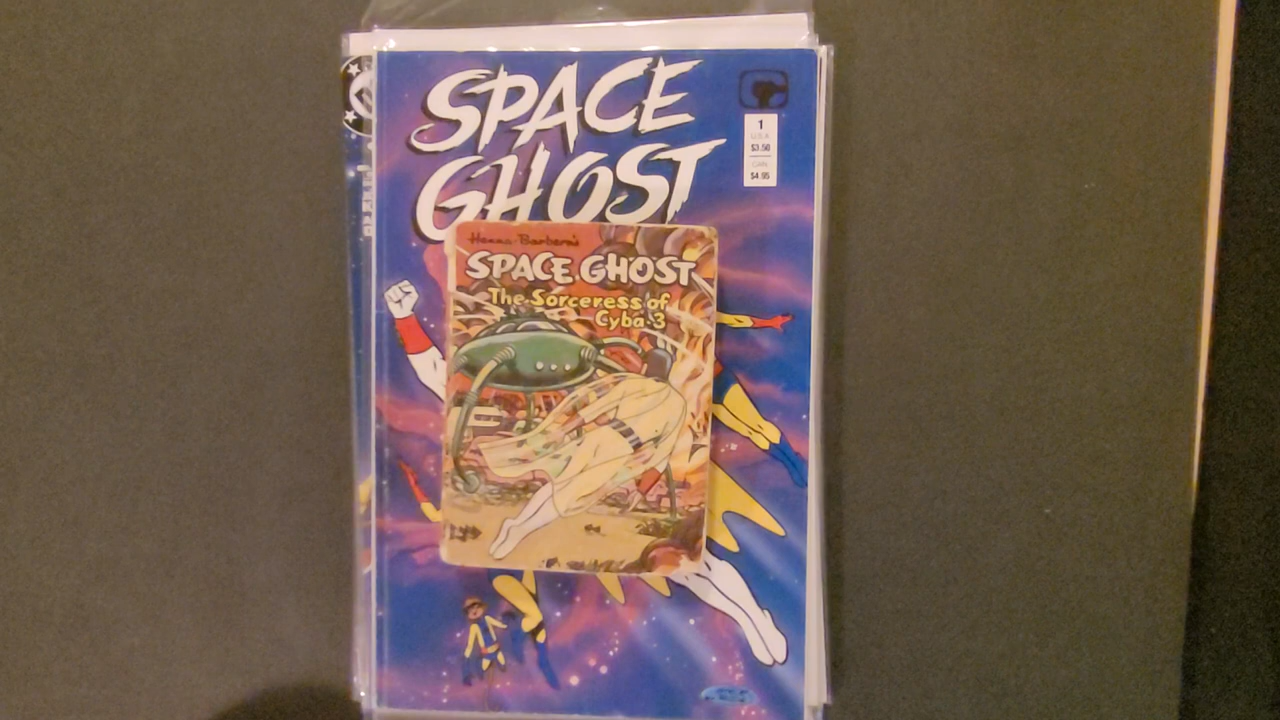 SPACE
GHOST
1
U.S.A.
$3.50
CAN.
$4.95
Hanna-Barbera's
SPACE GHOST
The Sorceress of
Cyba-3